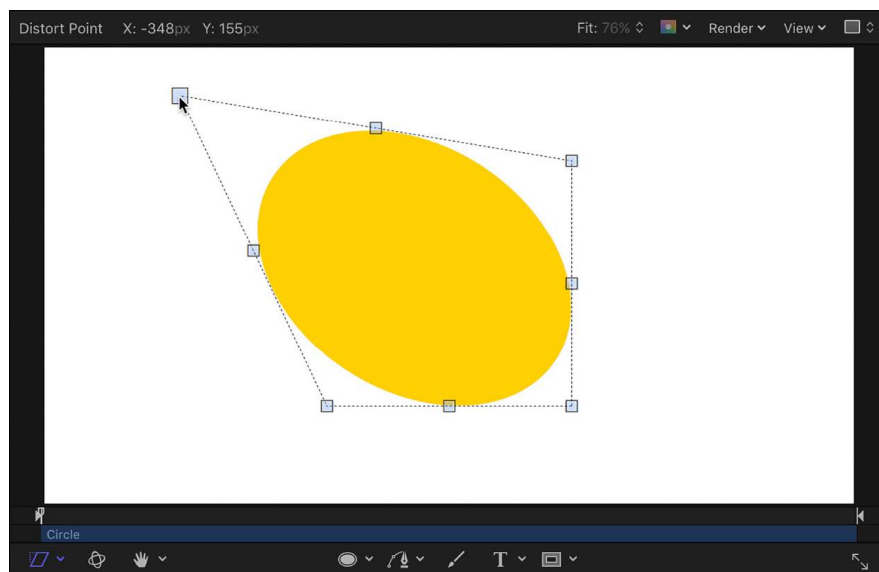 Distort Point X: -348px Y: 155px Fit: 76% Render View
Circle
T